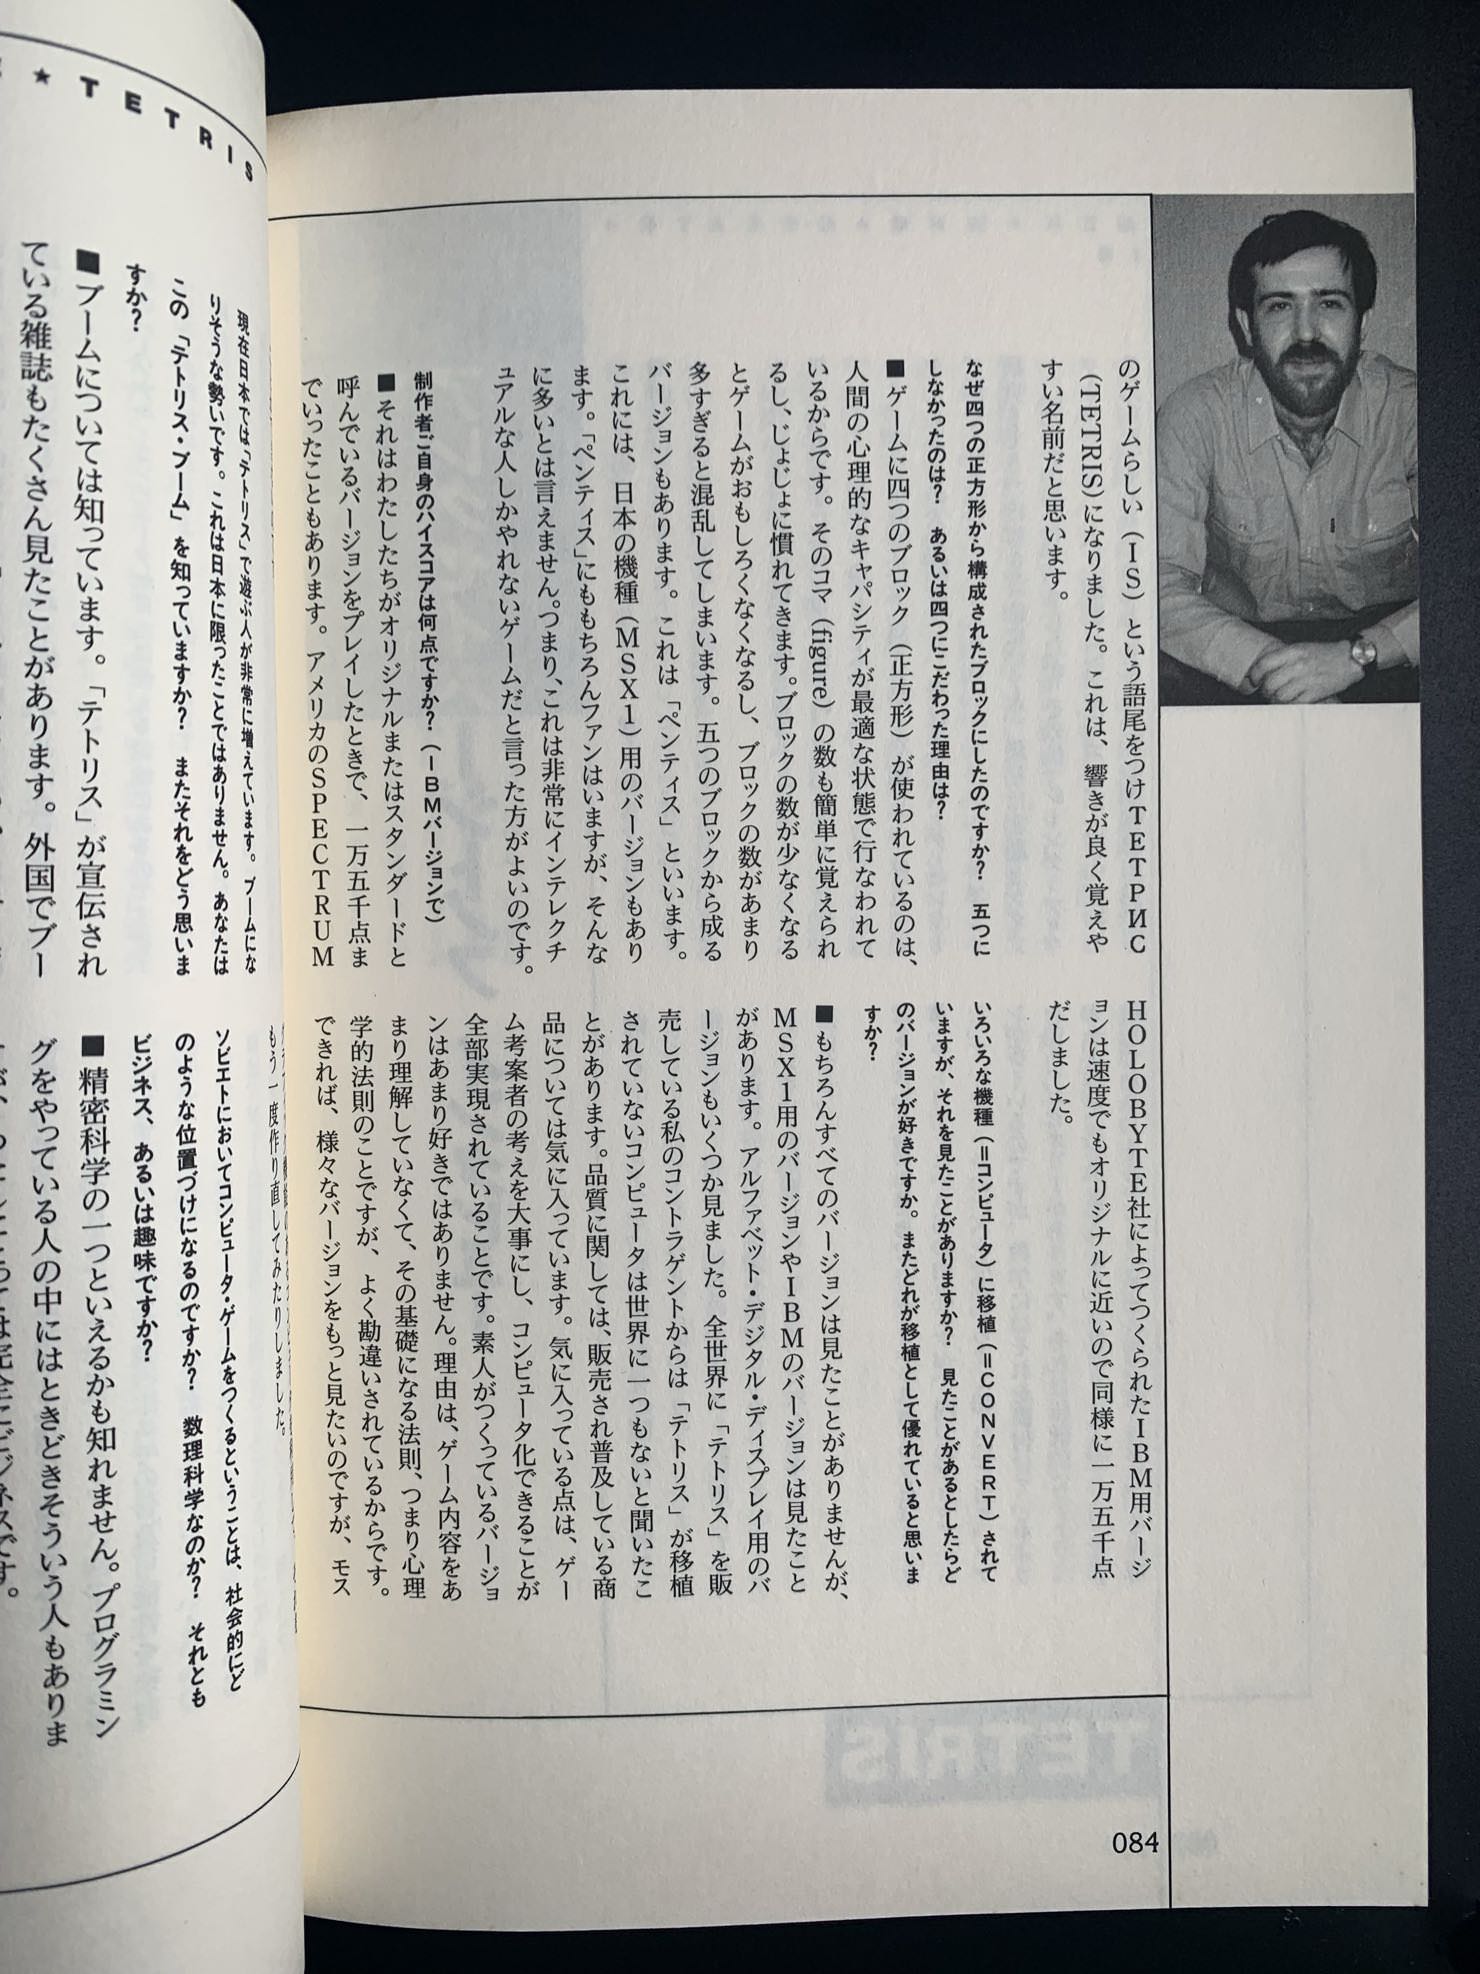 のゲームらしい（IS）という語尾をつけТЕТРИС
（TETRIS）になりました。これは、響きが良く覚えや
すい名前だと思います。
なぜ四つの正方形から構成されたブロックにしたのですか？　五つに
しなかったのは？　あるいは四つにこだわった理由は？
■ゲームに四つのブロック（正方形）が使われているのは、
人間の心理的なキャパシティが最適な状態で行なわれて
いるからです。そのコマ（figure）の数も簡単に覚えられ
るし、じょじょに慣れてきます。ブロックの数が少なくなる
とゲームがおもしろくなくなるし、ブロックの数があまり
多すぎると混乱してしまいます。五つのブロックから成る
バージョンもあります。これは「ペンティス」といいます。
これには、日本の機種（MSX1）用のバージョンもあり
ます。「ペンティス」にももちろんファンはいますが、そんな
に多いとは言えません。つまり、これは非常にインテレクチ
ュアルな人しかやれないゲームだと言った方がよいのです。
制作者ご自身のハイスコアは何点ですか？（IBMバージョンで）
■それはわたしたちがオリジナルまたはスタンダードと
呼んでいるバージョンをプレイしたときで、一万五千点ま
でいったこともあります。アメリカのSPECTRUM
HOLOBYTE社によってつくられたIBM用バージ
ョンは速度でもオリジナルに近いので同様に一万五千点
だしました。
いろいろな機種（＝コンピュータ）に移植（＝CONVERT）されて
いますが、それを見たことがありますか？　見たことがあるとしたらど
のバージョンが好きですか。またどれが移植として優れていると思いま
すか？
■もちろんすべてのバージョンは見たことがありませんが、
MSX1用のバージョンやIBMのバージョンは見たこと
があります。アルファベット・デジタル・ディスプレイ用のバ
ージョンもいくつか見ました。全世界に「テトリス」を販
売している私のコントラゲントからは「テトリス」が移植
されていないコンピュータは世界に一つもないと聞いたこ
とがあります。品質に関しては、販売され普及している商
品については気に入っています。気に入っている点は、ゲー
ム考案者の考えを大事にし、コンピュータ化できることが
全部実現されていることです。素人がつくっているバージョ
ンはあまり好きではありません。理由は、ゲーム内容をあ
まり理解していなくて、その基礎になる法則、つまり心理
学的法則のことですが、よく勘違いされているからです。
できれば、様々なバージョンをもっと見たいのですが、モス
084
★TETRIS
現在日本では「テトリス」で遊ぶ人が非常に増えています。ブームにな
りそうな勢いです。これは日本に限ったことではありません。あなたは
この「テトリス・ブーム」を知っていますか？　またそれをどう思いま
すか？
■ブームについては知っています。「テトリス」が宣伝され
ている雑誌もたくさん見たことがあります。外国でブー
もう一度作り直してみたりしました。
ソビエトにおいてコンピュータ・ゲームをつくるということは、社会的にど
のような位置づけになるのですか？　数理科学なのか？　それとも
ビジネス、あるいは趣味ですか？
■精密科学の一つといえるかも知れません。プログラミン
グをやっている人の中にはときどきそういう人もありま